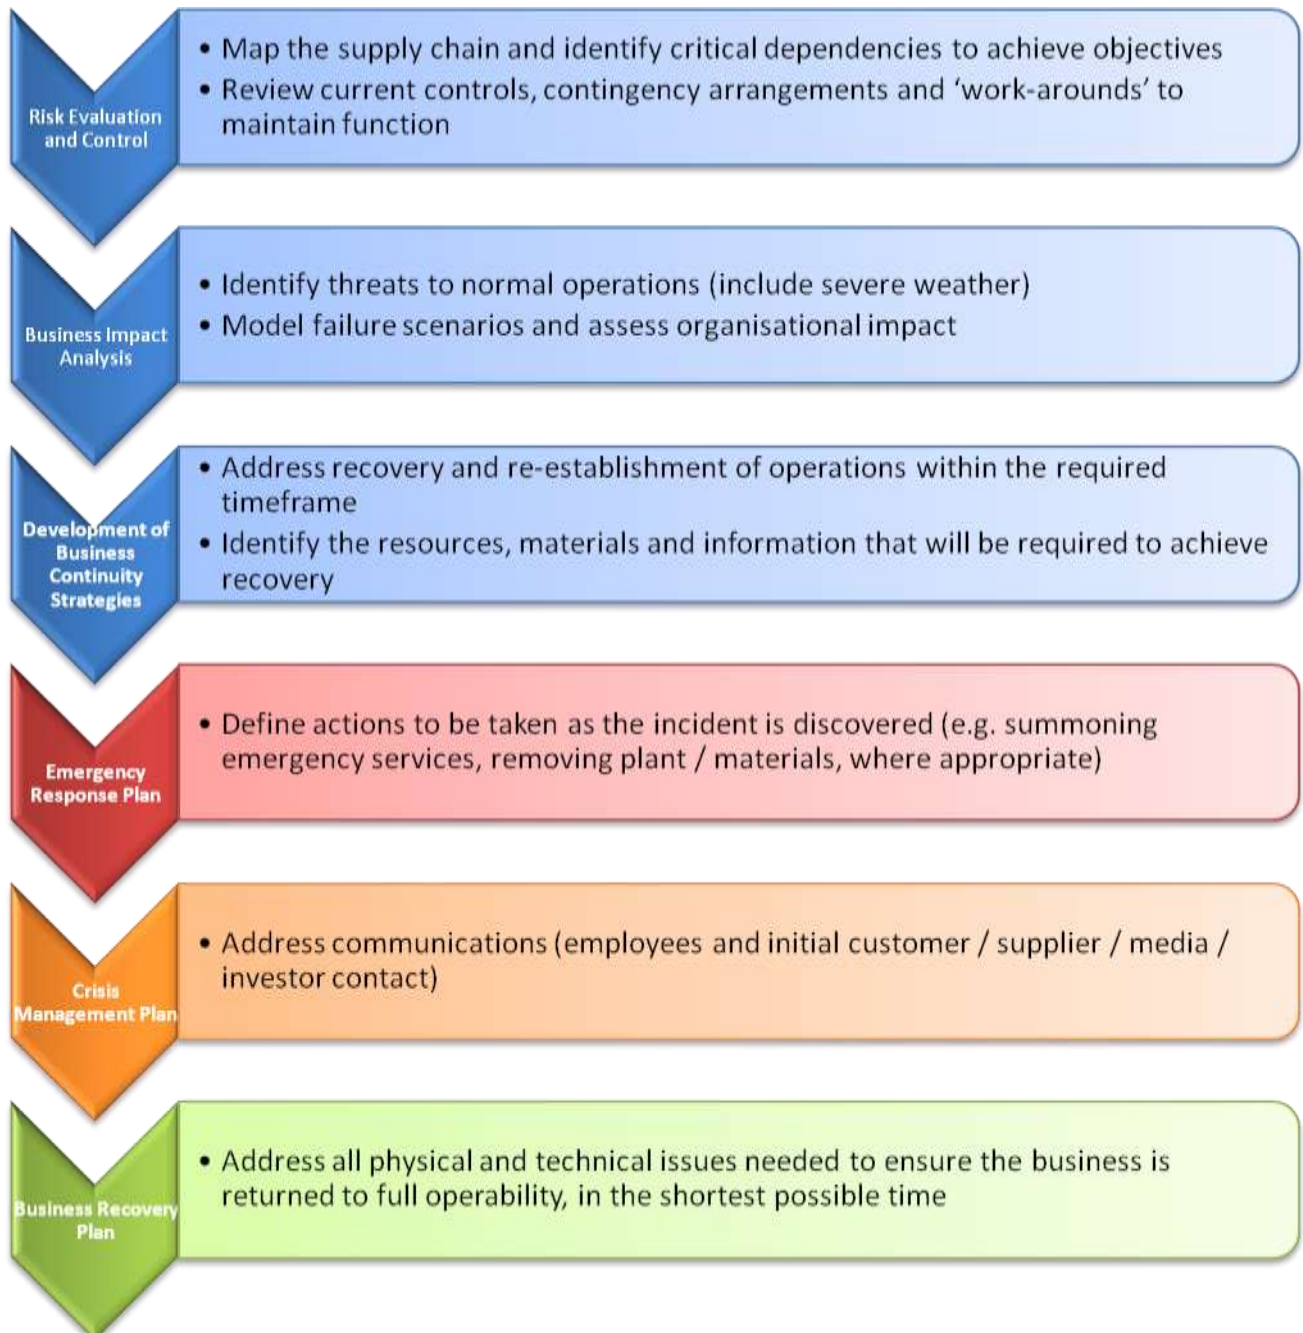 Risk Evaluation
and Control
• Map the supply chain and identify critical dependencies to achieve objectives
• Review current controls, contingency arrangements and ‘work-arounds’ to
maintain function
Business Impact
Analysis
• Identify threats to normal operations (include severe weather)
• Model failure scenarios and assess organisational impact
Development of
Business
Continuity
Strategies
• Address recovery and re-establishment of operations within the required
timeframe
• Identify the resources, materials and information that will be required to achieve
recovery
Emergency
Response Plan
• Define actions to be taken as the incident is discovered (e.g. summoning
emergency services, removing plant / materials, where appropriate)
Crisis
Management Plan
• Address communications (employees and initial customer / supplier / media /
investor contact)
Business Recovery
Plan
• Address all physical and technical issues needed to ensure the business is
returned to full operability, in the shortest possible time